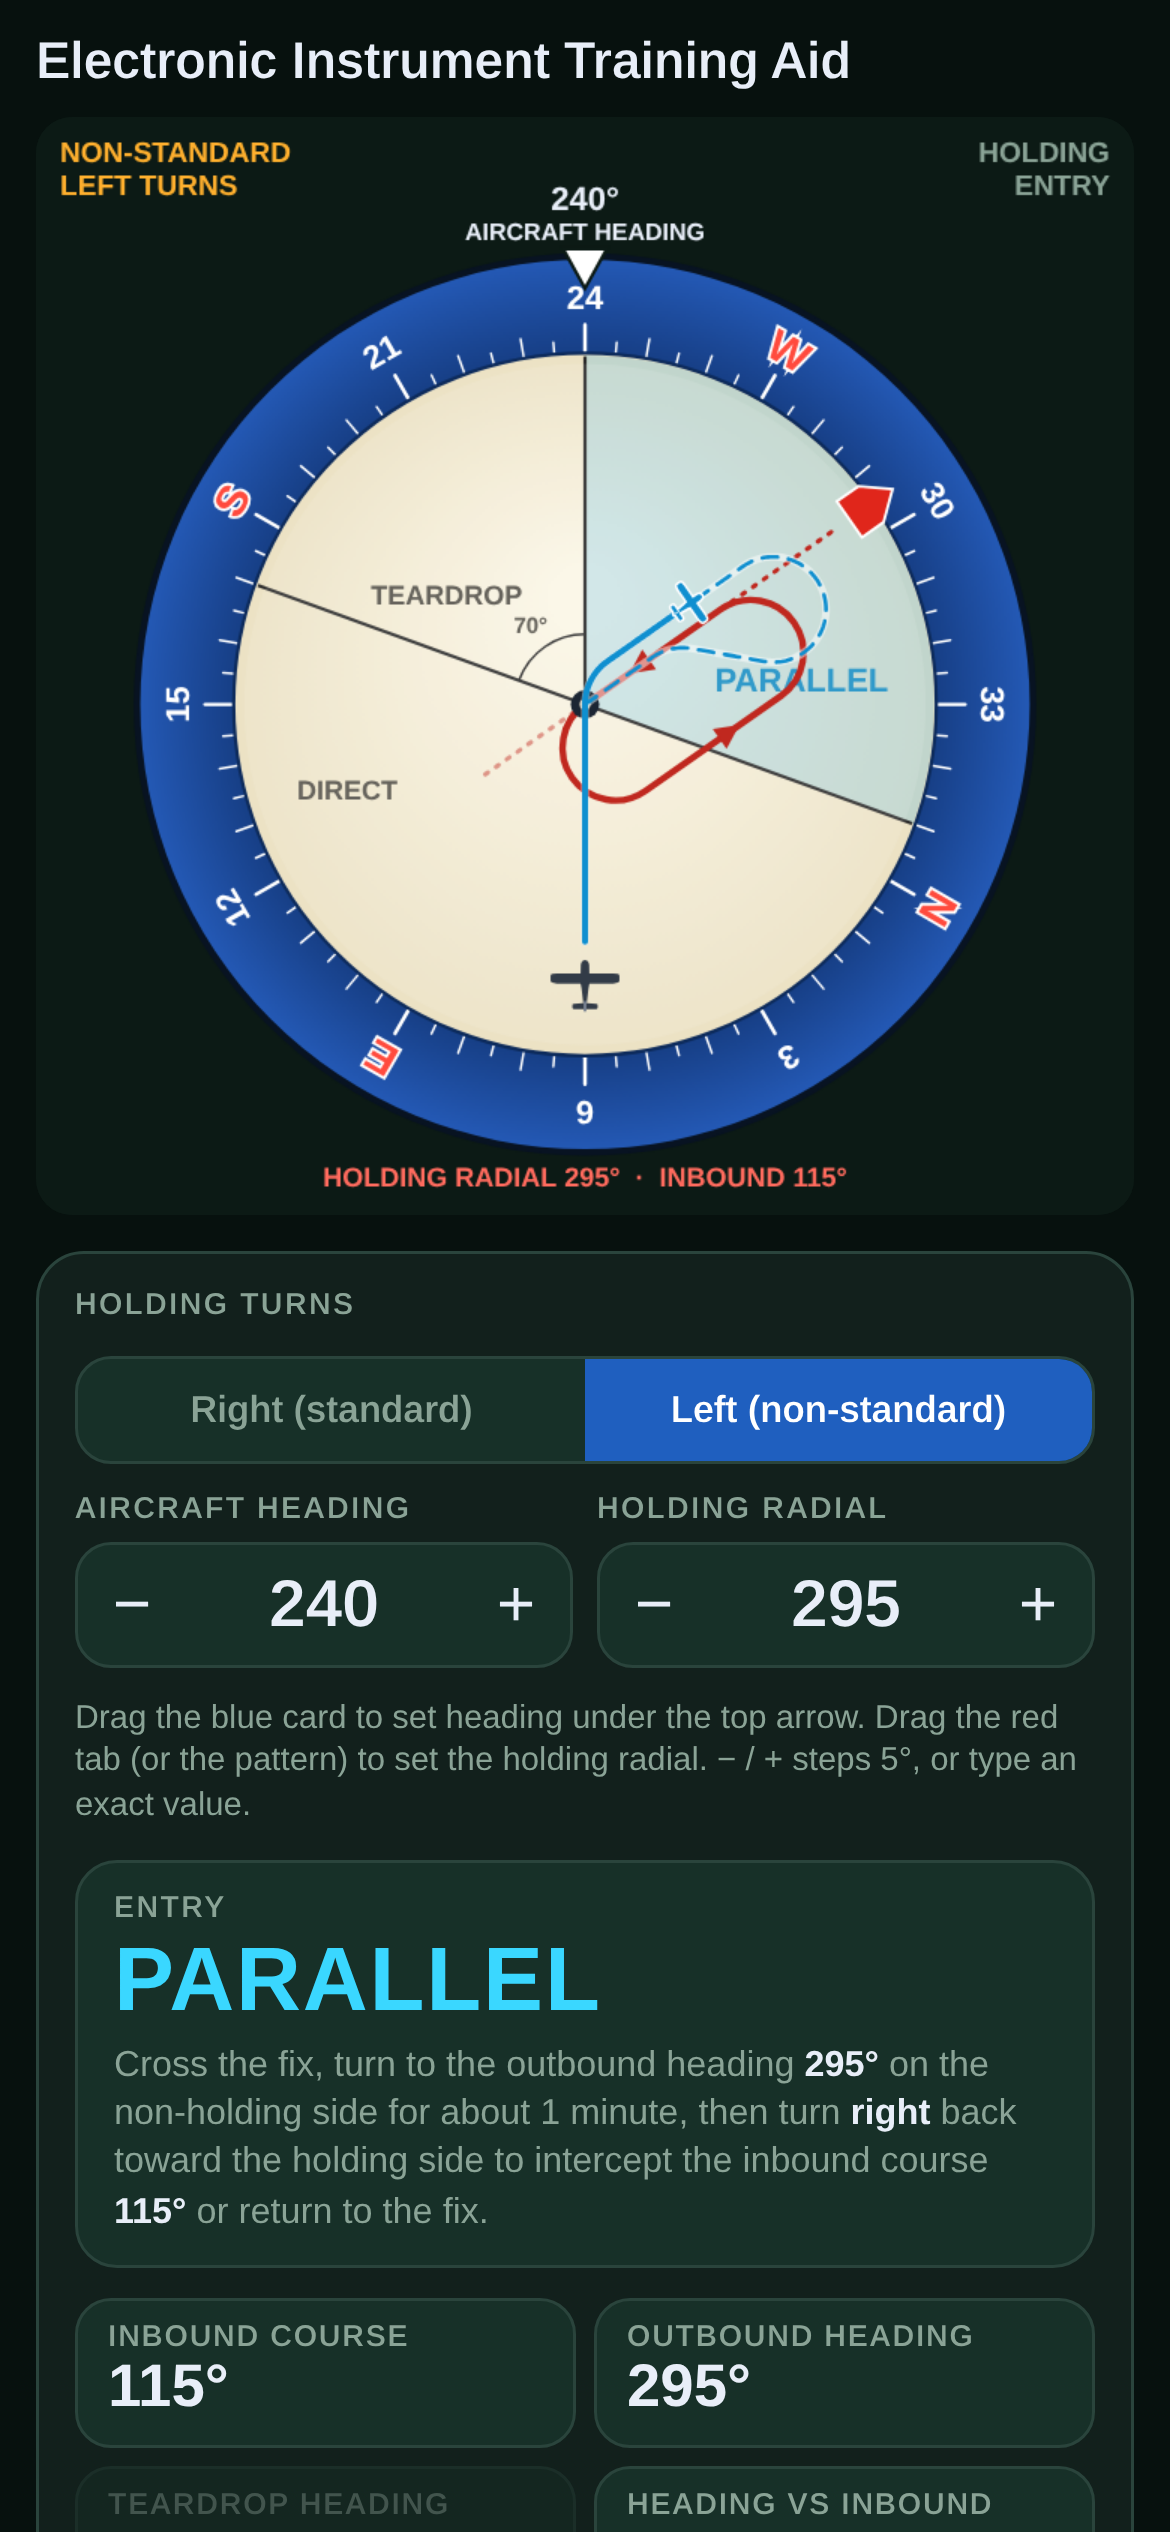 Electronic Instrument Training Aid
NON-STANDARD
LEFT TURNS
HOLDING
ENTRY
240°
AIRCRAFT HEADING
24
21
W
S
30
TEARDROP
70°
PARALLEL
15
33
DIRECT
12
N
E
3
9
HOLDING RADIAL 295° · INBOUND 115°
HOLDING TURNS
Right (standard)
Left (non-standard)
AIRCRAFT HEADING
HOLDING RADIAL
− 240 +
− 295 +
Drag the blue card to set heading under the top arrow. Drag the red
tab (or the pattern) to set the holding radial. − / + steps 5°, or type an
exact value.
ENTRY
PARALLEL
Cross the fix, turn to the outbound heading 295° on the
non-holding side for about 1 minute, then turn right back
toward the holding side to intercept the inbound course
115° or return to the fix.
INBOUND COURSE
115°
OUTBOUND HEADING
295°
TEARDROP HEADING
HEADING VS INBOUND